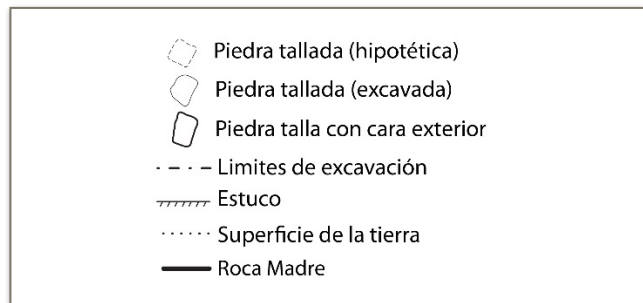 Piedra tallada (hipotética)
Piedra tallada (excavada)
Piedra talla con cara exterior
Limites de excavación
Estuco
Superficie de la tierra
Roca Madre